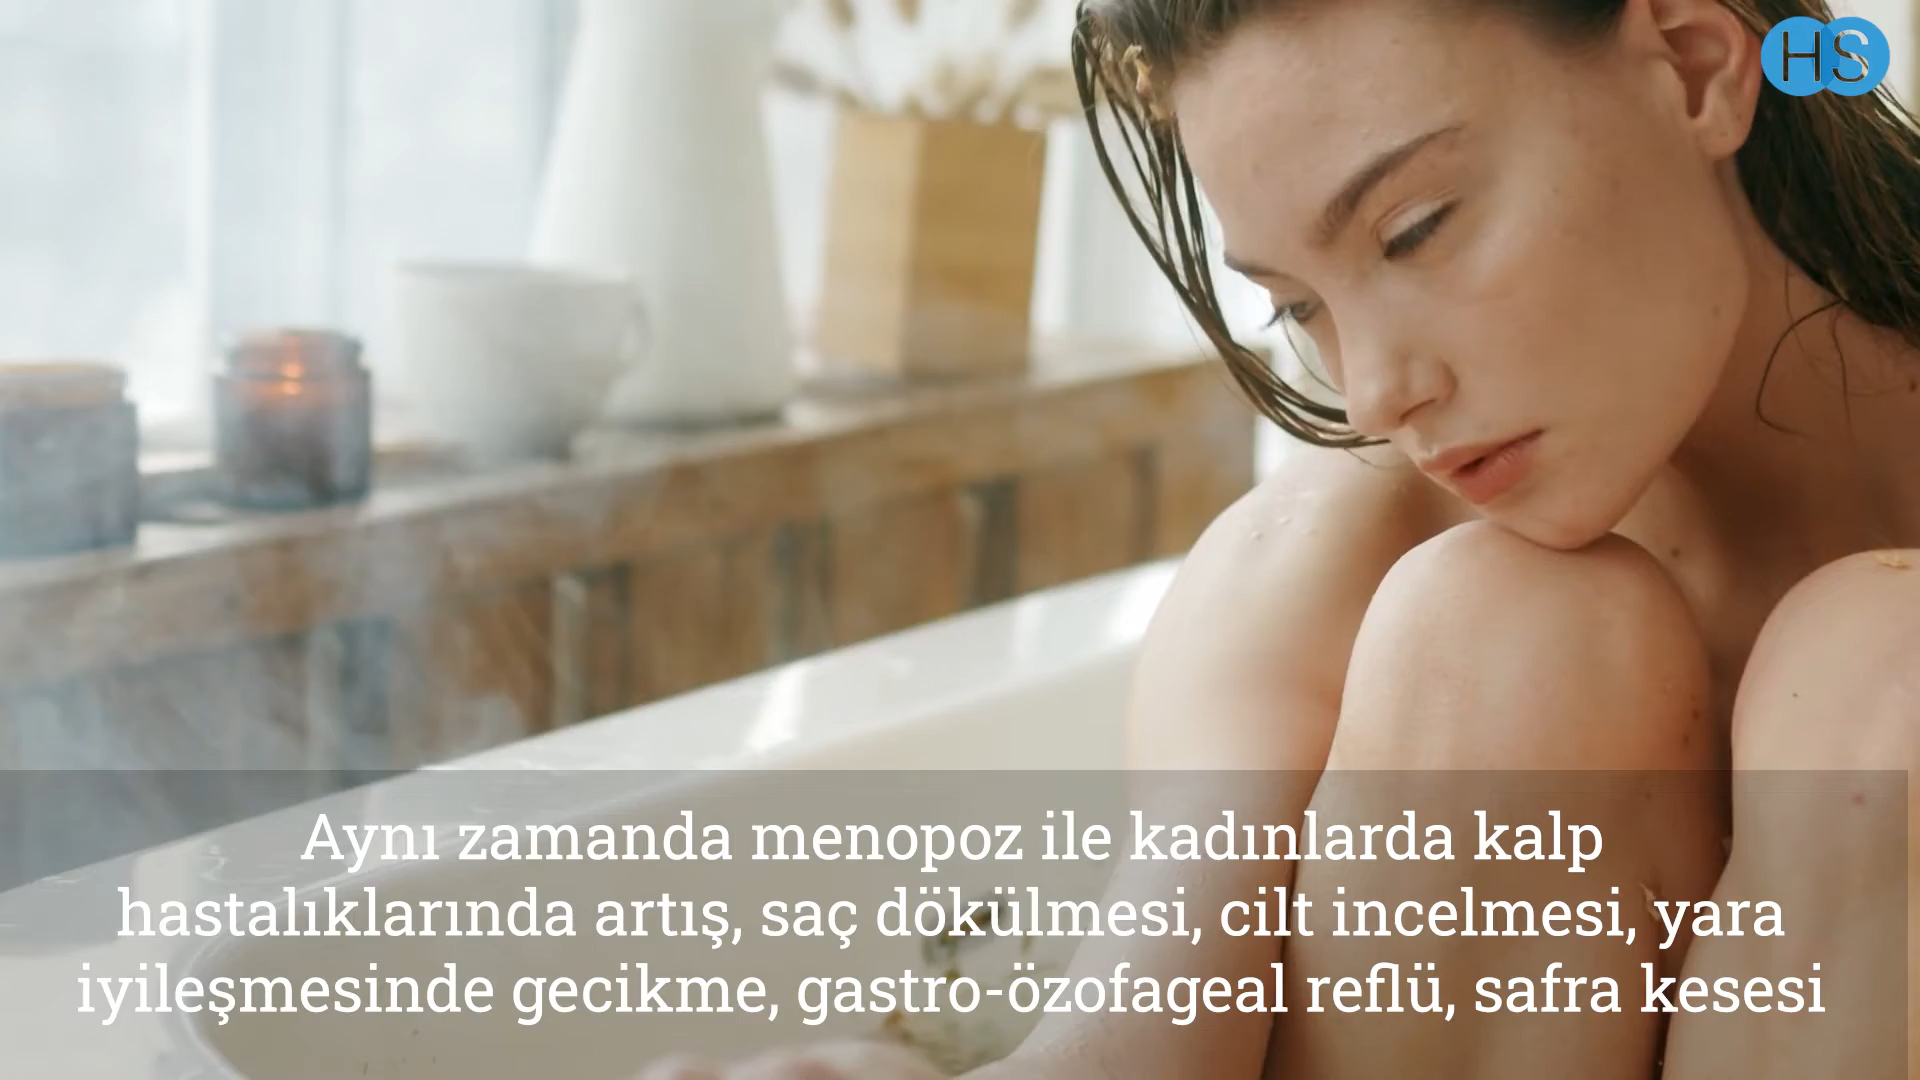 HS
Aynı zamanda menopoz ile kadınlarda kalp
hastalıklarında artış, saç dökülmesi, cilt incelmesi, yara
iyileşmesinde gecikme, gastro-özofageal reflü, safra kesesi